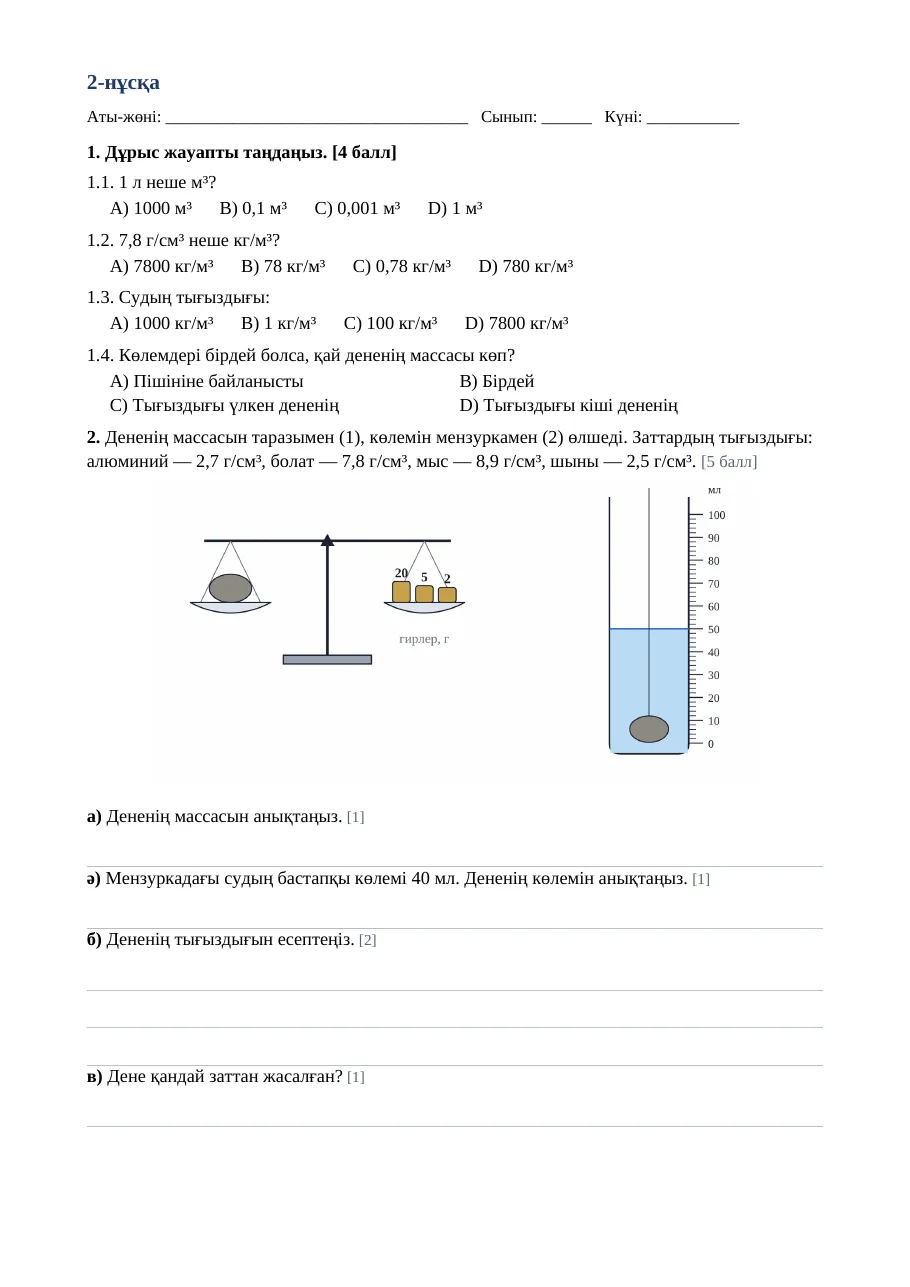 2-нұсқа
Аты-жөні: ____________________________________ Сынып: ______ Күні: ___________
1. Дұрыс жауапты таңдаңыз. [4 балл]
1.1. 1 л неше м³?
A) 1000 м³ B) 0,1 м³ C) 0,001 м³ D) 1 м³
1.2. 7,8 г/см³ неше кг/м³?
A) 7800 кг/м³ B) 78 кг/м³ C) 0,78 кг/м³ D) 780 кг/м³
1.3. Судың тығыздығы:
A) 1000 кг/м³ B) 1 кг/м³ C) 100 кг/м³ D) 7800 кг/м³
1.4. Көлемдері бірдей болса, қай дененің массасы көп?
A) Пішініне байланысты B) Бірдей
C) Тығыздығы үлкен дененің D) Тығыздығы кіші дененің
2. Дененің массасын таразымен (1), көлемін мензуркамен (2) өлшеді. Заттардың тығыздығы:
алюминий — 2,7 г/см³, болат — 7,8 г/см³, мыс — 8,9 г/см³, шыны — 2,5 г/см³. [5 балл]
20 5 2
гирлер, г
мл
100
90
80
70
60
50
40
30
20
10
0
а) Дененің массасын анықтаңыз. [1]
ә) Мензуркадағы судың бастапқы көлемі 40 мл. Дененің көлемін анықтаңыз. [1]
б) Дененің тығыздығын есептеңіз. [2]
в) Дене қандай заттан жасалған? [1]